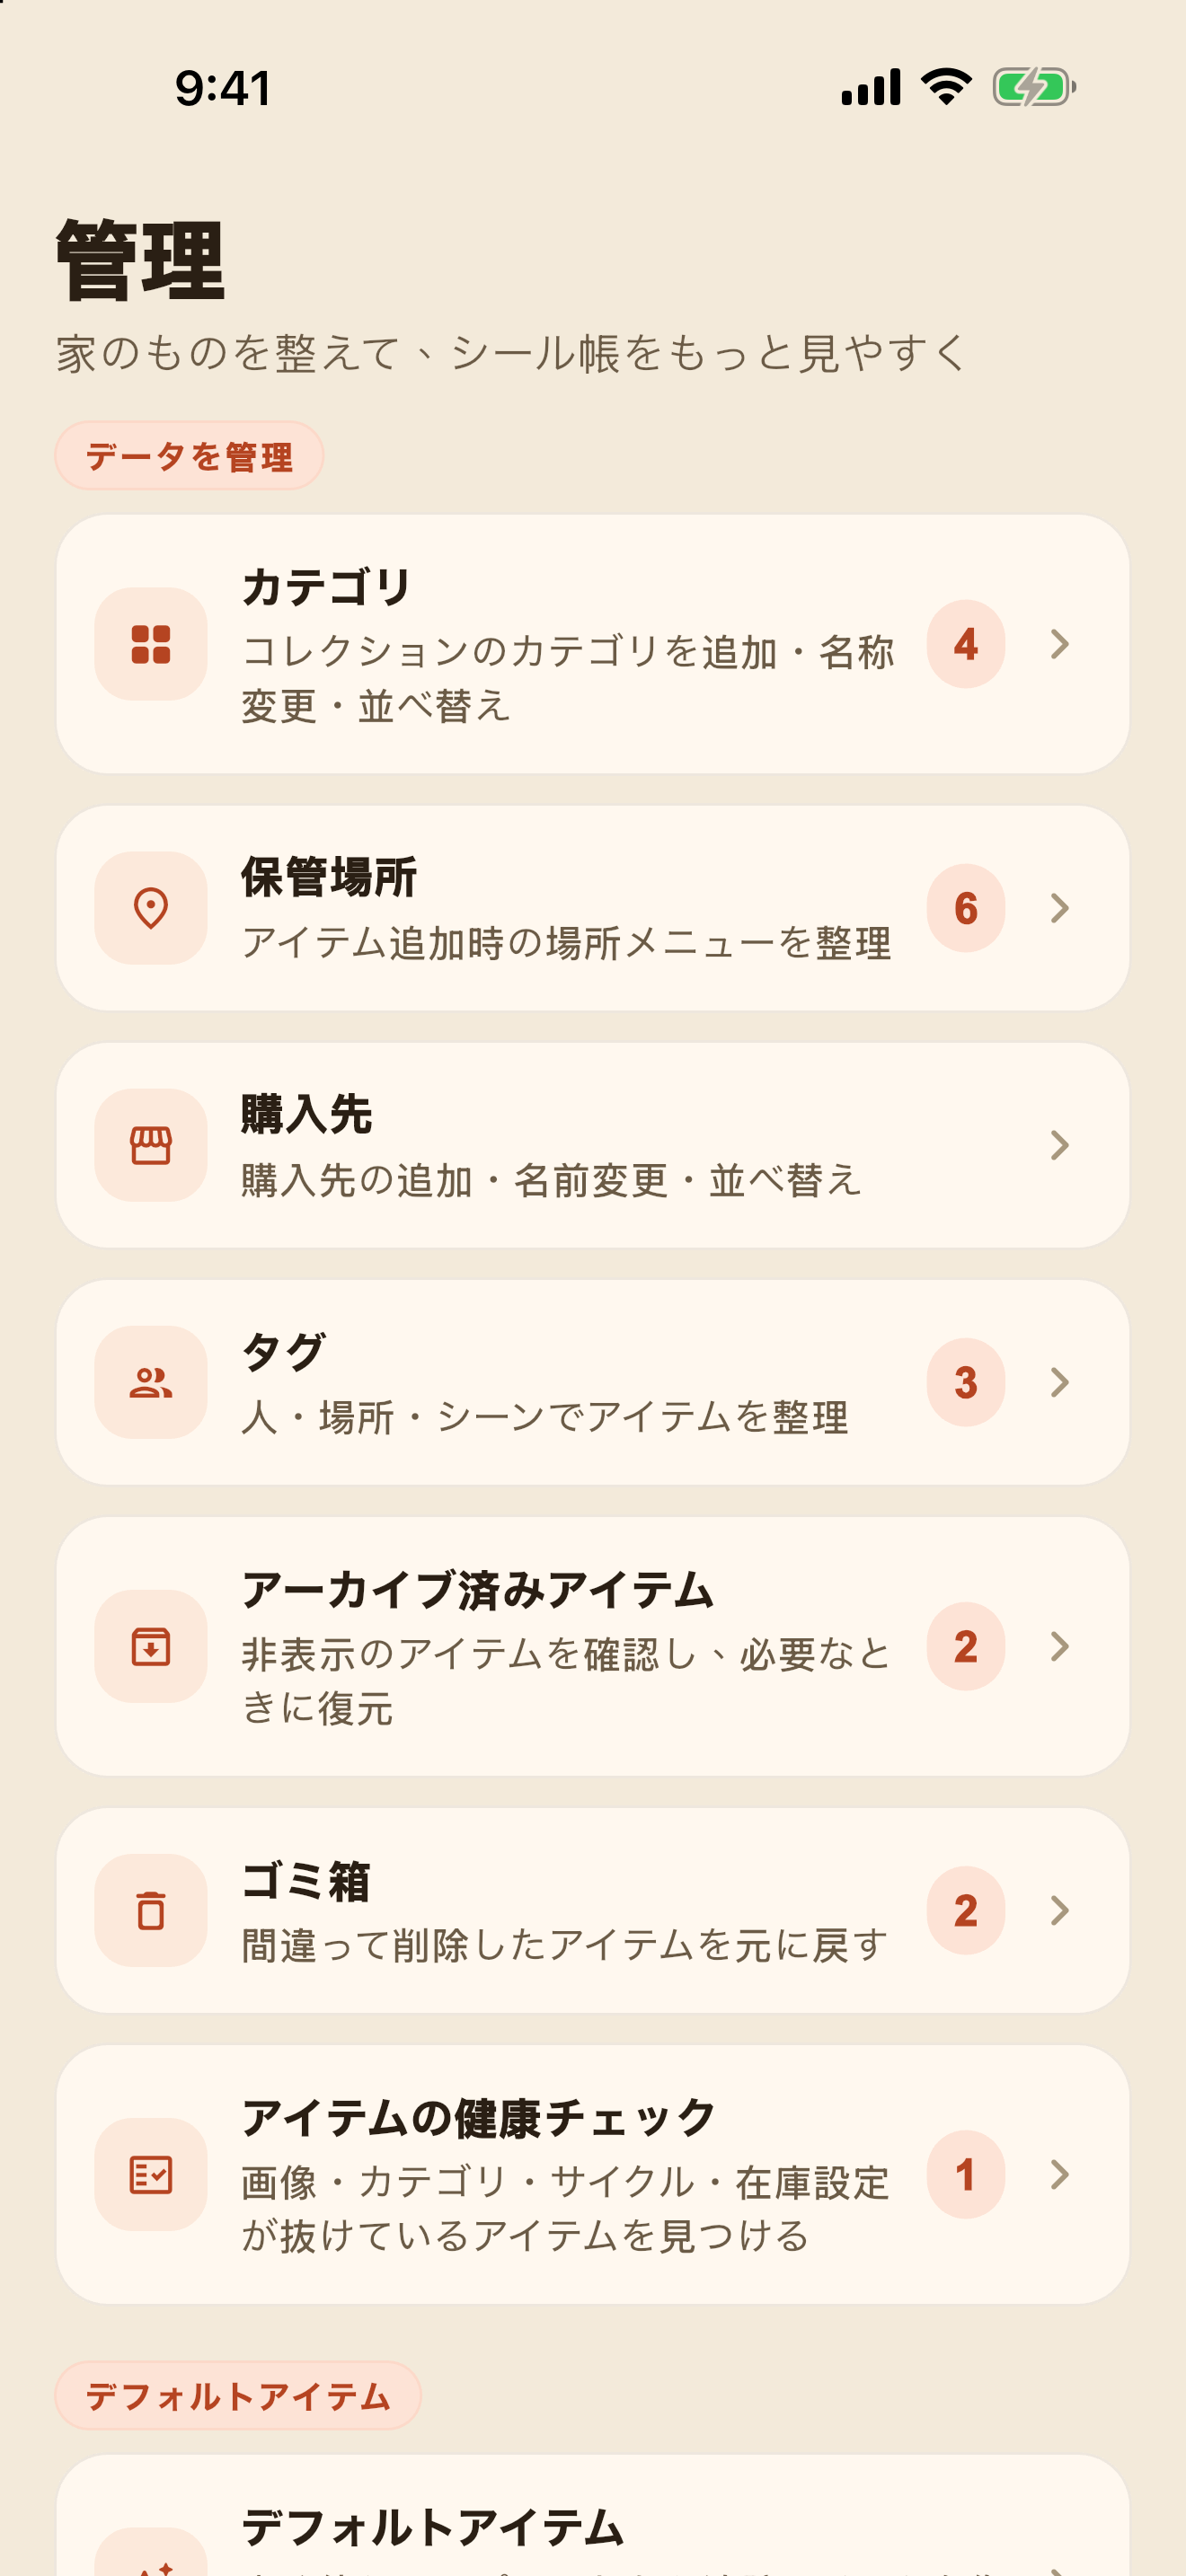 9:41
管理
家のものを整えて、シール帳をもっと見やすく
データを管理
カテゴリ
コレクションのカテゴリを追加・名称
変更・並べ替え
4
保管場所
アイテム追加時の場所メニューを整理
6
購入先
購入先の追加・名前変更・並べ替え
タグ
人・場所・シーンでアイテムを整理
3
アーカイブ済みアイテム
非表示のアイテムを確認し、必要なと
きに復元
2
ゴミ箱
間違って削除したアイテムを元に戻す
2
アイテムの健康チェック
画像・カテゴリ・サイクル・在庫設定
が抜けているアイテムを見つける
1
デフォルトアイテム
デフォルトアイテム